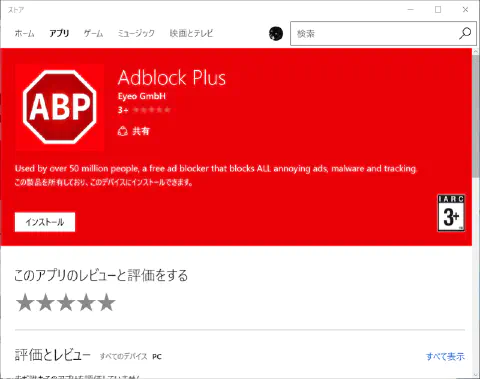 ストア
ホーム アプリ ゲーム ミュージック 映画とテレビ 検索
ABP
Adblock Plus
Eyeo GmbH
3+
共有
Used by over 50 million people, a free ad blocker that blocks ALL annoying ads, malware and tracking.
この製品を所有しており、このデバイスにインストールできます。
インストール
IARC
3+
このアプリのレビューと評価をする
評価とレビュー すべてのデバイス PC すべて表示